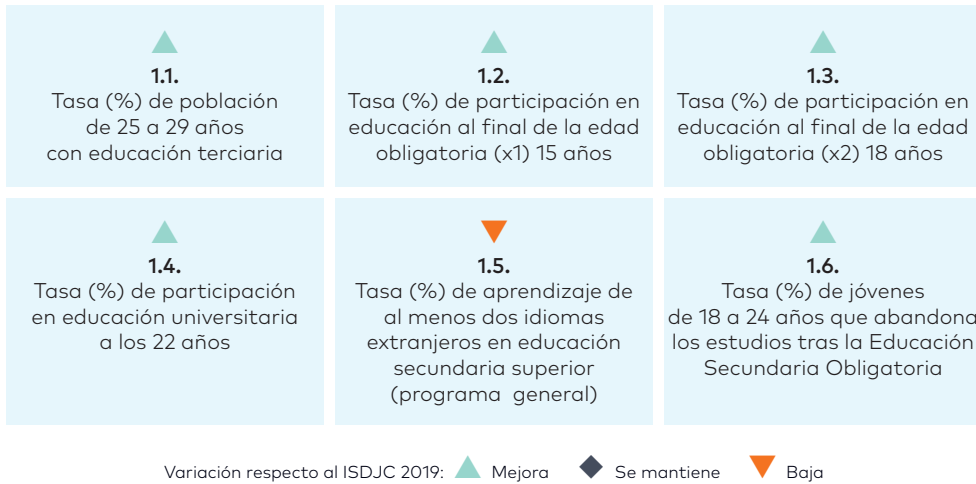 1.1.
Tasa (%) de población
de 25 a 29 años
con educación terciaria
1.2.
Tasa (%) de participación en
educación al final de la edad
obligatoria (x1) 15 años
1.3.
Tasa (%) de participación en
educación al final de la edad
obligatoria (x2) 18 años
1.4.
Tasa (%) de participación
en educación universitaria
a los 22 años
1.5.
Tasa (%) de aprendizaje de
al menos dos idiomas
extranjeros en educación
secundaria superior
(programa general)
1.6.
Tasa (%) de jóvenes
de 18 a 24 años que abandona
los estudios tras la Educación
Secundaria Obligatoria
Variación respecto al ISDJC 2019: Mejora Se mantiene Baja